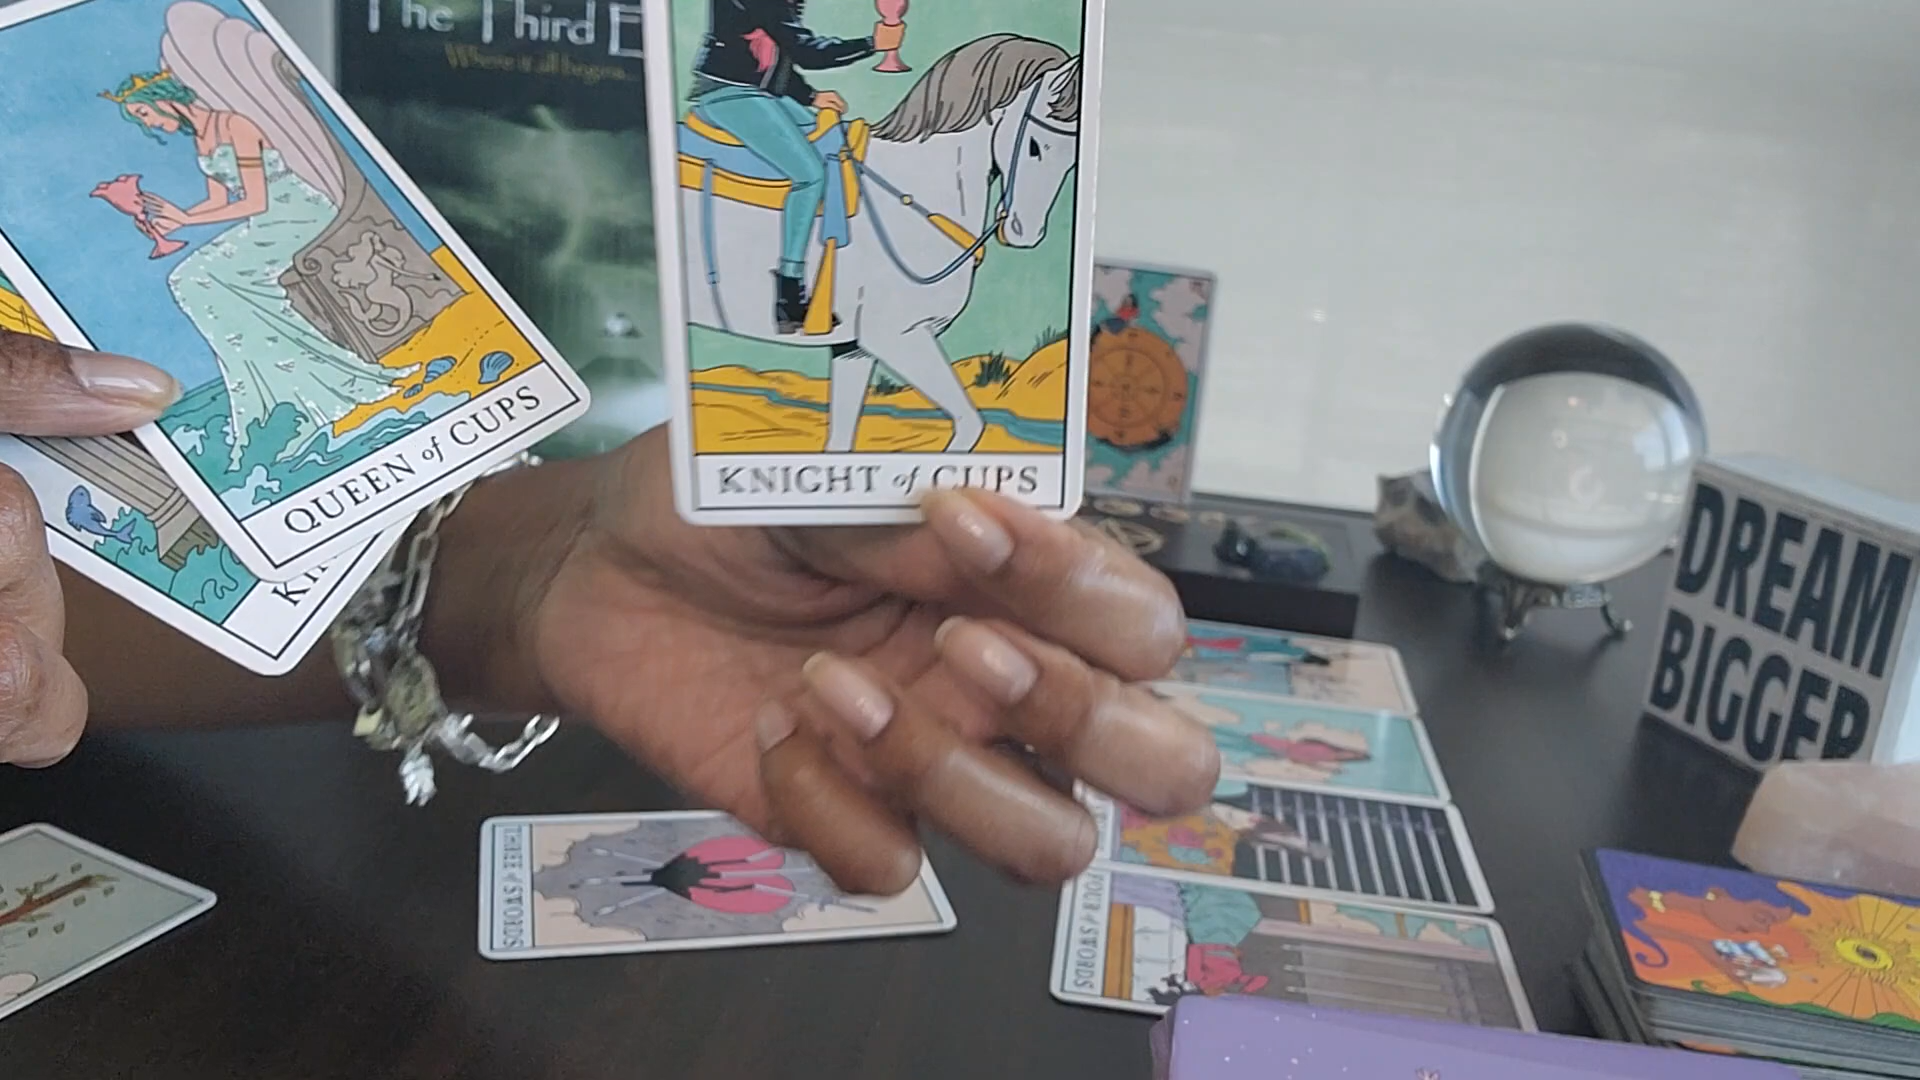 The Third E
Where it all begins...
QUEEN of CUPS
KNIGHT of CUPS
KI
DREAM
BIGGER
THREE of SWORDS
FOUR of SWORDS